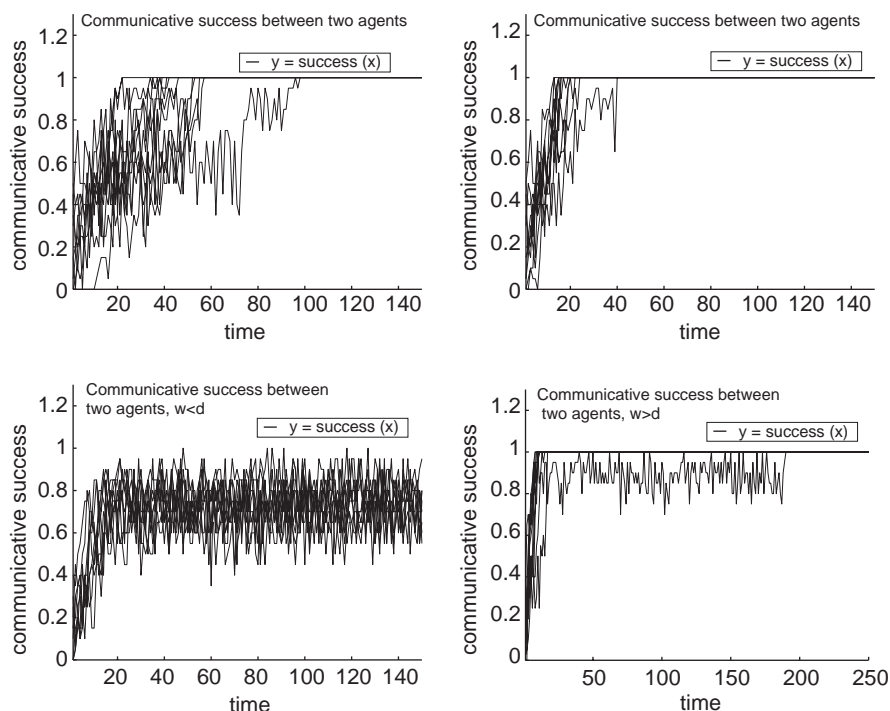 Communicative success between two agents
y = success (x)
communicative success
1.2
1
0.8
0.6
0.4
0.2
0
20 40 60 80 100 120 140
time
Communicative success between two agents
y = success (x)
communicative success
1.2
1
0.8
0.6
0.4
0.2
0
20 40 60 80 100 120 140
time
Communicative success between
two agents, w<d
y = success (x)
communicative success
1.2
1
0.8
0.6
0.4
0.2
0
20 40 60 80 100 120 140
time
Communicative success between
two agents, w>d
y = success (x)
communicative success
1.2
1
0.8
0.6
0.4
0.2
0
50 100 150 200 250
time